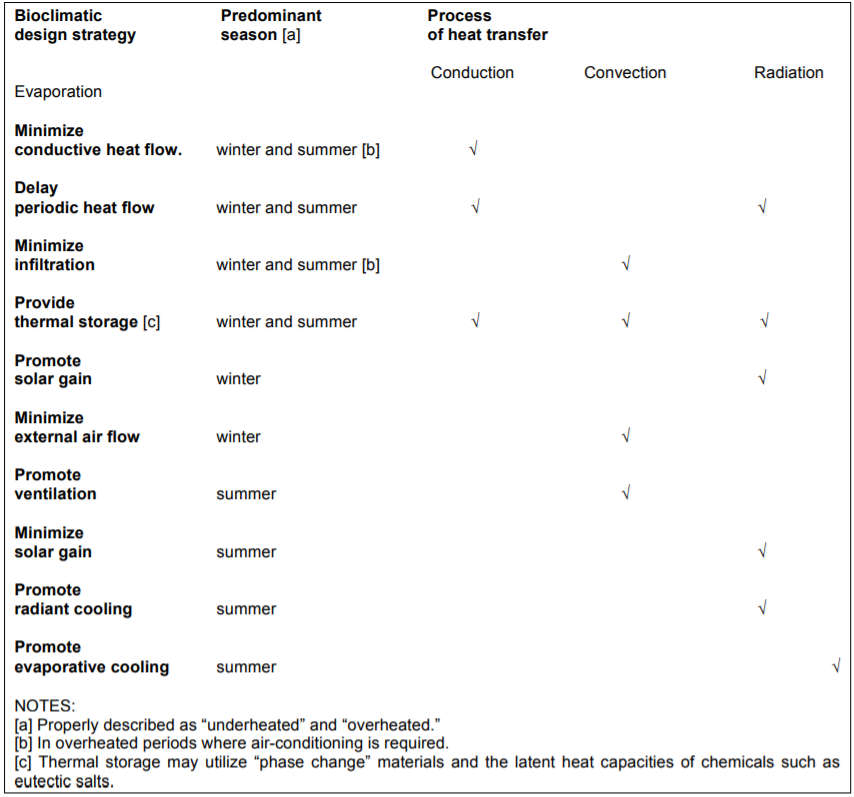 Bioclimatic Predominant Process
design strategy season [a] of heat transfer
Conduction Convection Radiation
Evaporation
Minimize
conductive heat flow. winter and summer [b] √
Delay
periodic heat flow winter and summer √ √
Minimize
infiltration winter and summer [b] √
Provide
thermal storage [c] winter and summer √ √ √
Promote
solar gain winter √
Minimize
external air flow winter √
Promote
ventilation summer √
Minimize
solar gain summer √
Promote
radiant cooling summer √
Promote
evaporative cooling summer √
NOTES:
[a] Properly described as “underheated” and “overheated.”
[b] In overheated periods where air-conditioning is required.
[c] Thermal storage may utilize “phase change” materials and the latent heat capacities of chemicals such as
eutectic salts.